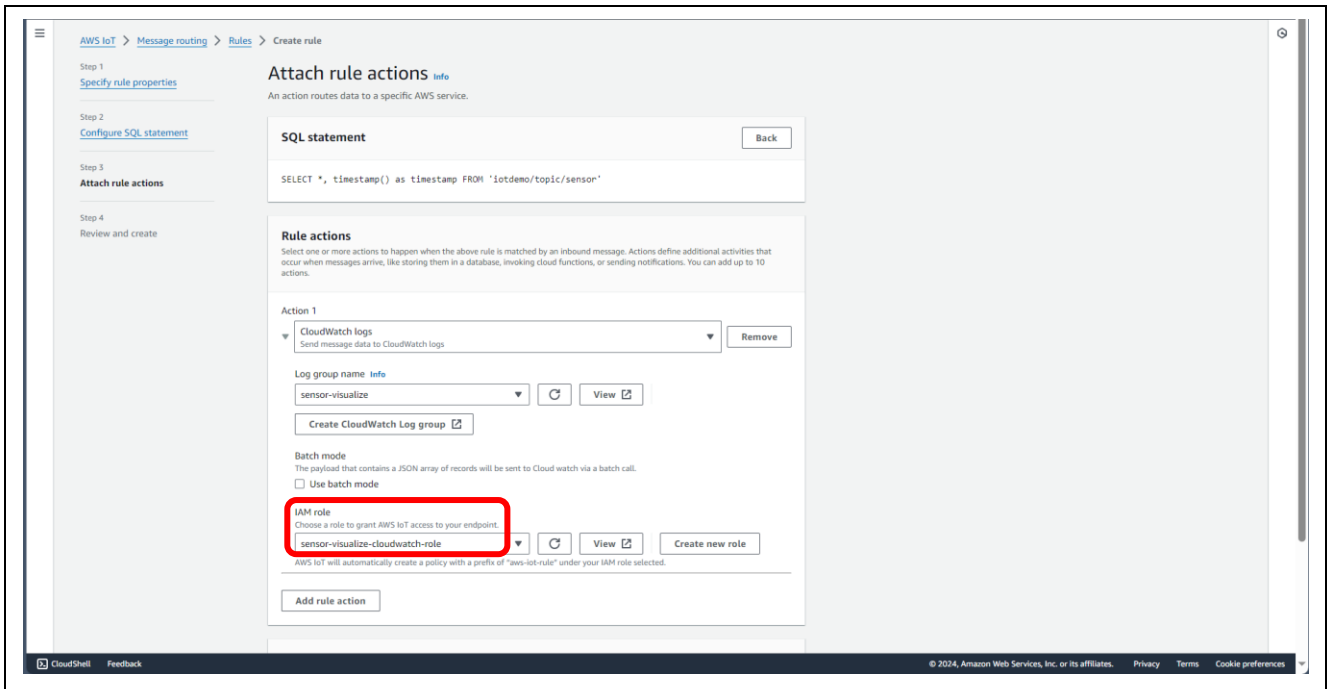 AWS IoT > Message routing > Rules > Create rule
Step 1
Specify rule properties
Step 2
Configure SQL statement
Step 3
Attach rule actions
Step 4
Review and create
Attach rule actions Info
An action routes data to a specific AWS service.
SQL statement
Back
SELECT *, timestamp() as timestamp FROM 'iotdemo/topic/sensor'
Rule actions
Select one or more actions to happen when the above rule is matched by an inbound message. Actions define additional activities that
occur when messages arrive, like storing them in a database, invoking cloud functions, or sending notifications. You can add up to 10
actions.
Action 1
CloudWatch logs
Send message data to CloudWatch logs
Remove
Log group name Info
sensor-visualize
View
Create CloudWatch Log group
Batch mode
The payload that contains a JSON array of records will be sent to Cloud watch via a batch call.
Use batch mode
IAM role
Choose a role to grant AWS IoT access to your endpoint.
sensor-visualize-cloudwatch-role
View
Create new role
AWS IoT will automatically create a policy with a prefix of "aws-iot-rule" under your IAM role selected.
Add rule action
CloudShell Feedback © 2024, Amazon Web Services, Inc. or its affiliates. Privacy Terms Cookie preferences